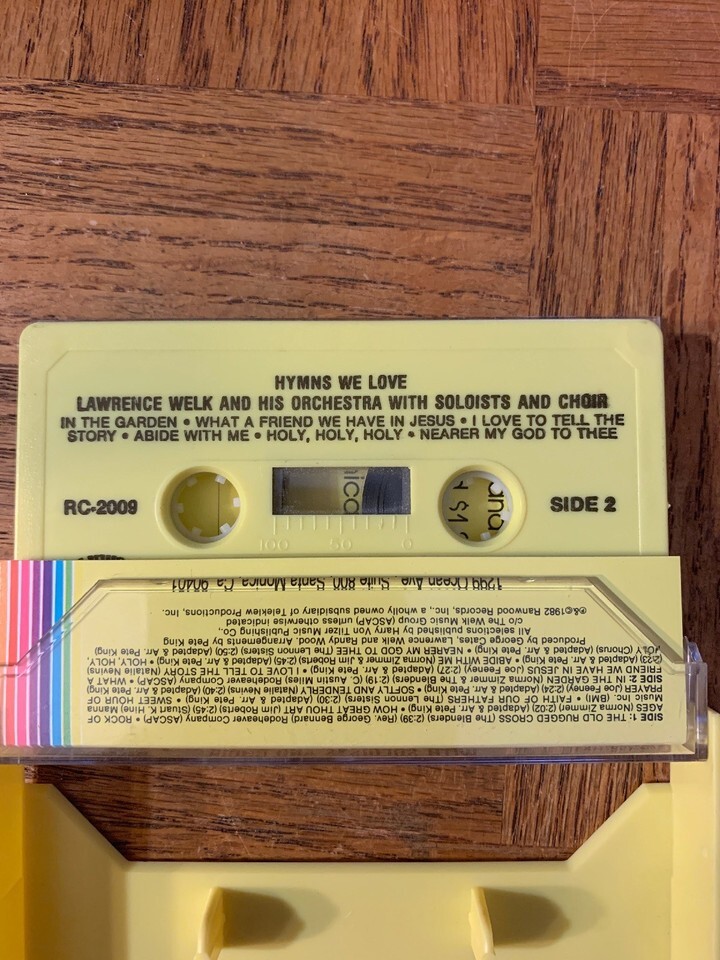 HYMNS WE LOVE
LAWRENCE WELK AND HIS ORCHESTRA WITH SOLOISTS AND CHOIR
IN THE GARDEN • WHAT A FRIEND WE HAVE IN JESUS • I LOVE TO TELL THE
STORY • ABIDE WITH ME • HOLY, HOLY, HOLY • NEARER MY GOD TO THEE
RC-2009
SIDE 2
100 50 0
SIDE 1: THE OLD RUGGED CROSS (The Blenders) (2:39) (Rev. George Bennard Rodeheaver Company (ASCAP) • ROCK OF
AGES (Norma Zimmer) (2:02) (Adapted & Arr. Pete King) • HOW GREAT THOU ART (Jim Roberts) (2:45) (Stuart K. Hine) Manna
Music Inc. (BMI) • FAITH OF OUR FATHERS (The Lennon Sisters) (2:30) (Adapted & Arr. Pete King) • SWEET HOUR OF
PRAYER (Joe Feeney) (2:24) (Adapted & Arr. Pete King) • SOFTLY AND TENDERLY (Natalie Nevins) (2:40) (Adapted & Arr. Pete King)
SIDE 2: IN THE GARDEN (Norma Zimmer & The Blenders) (2:19) (C. Austin Miles) Rodeheaver Company (ASCAP) • WHAT A
FRIEND WE HAVE IN JESUS (Joe Feeney) (2:27) (Adapted & Arr. Pete King) • I LOVE TO TELL THE STORY (Natalie Nevins)
(2:23) (Adapted & Arr. Pete King) • ABIDE WITH ME (Norma Zimmer & Jim Roberts) (2:45) (Adapted & Arr. Pete King) • HOLY, HOLY,
HOLY (Chorus) (Adapted & Arr. Pete King) • NEARER MY GOD TO THEE (The Lennon Sisters) (2:50) (Adapted & Arr. Pete King)
Produced by George Cates, Lawrence Welk and Randy Wood. Arrangements by Pete King
All selections published by Harry Von Tilzer Music Publishing Co.,
c/o The Welk Music Group (ASCAP) unless otherwise indicated
℗&©1982 Ranwood Records, Inc., a wholly owned subsidiary of Teleklew Productions, Inc.
1299 Ocean Ave., Suite 800, Santa Monica, Ca. 90401